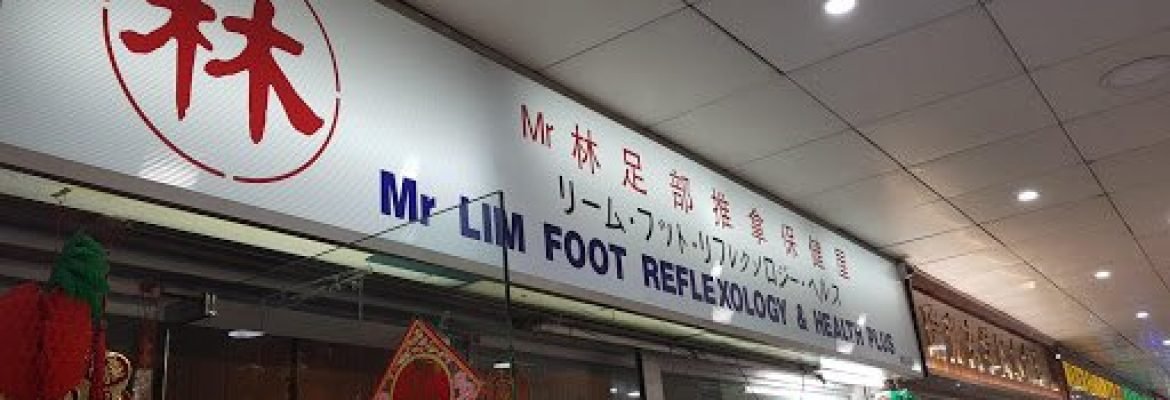 林
Mr 林足部推拿保健室
リーム・フット・リフレクソロジー・ヘルス
Mr LIM FOOT REFLEXOLOGY & HEALTH PLUS